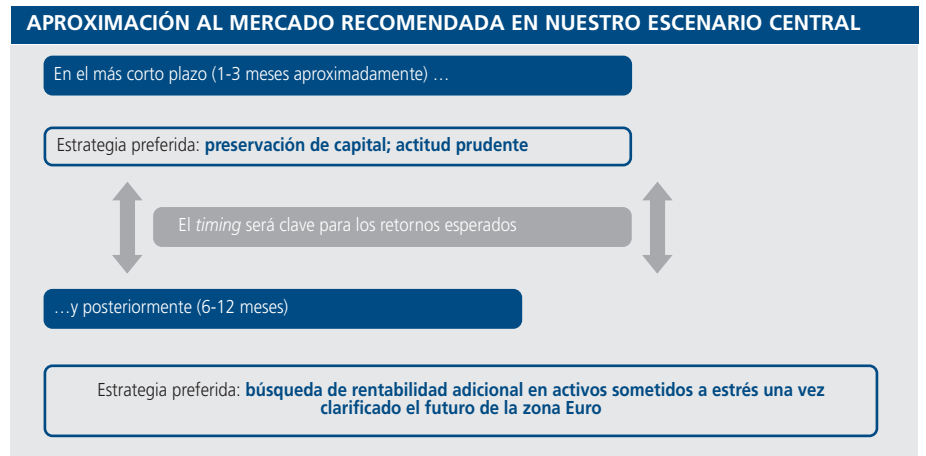 APROXIMACIÓN AL MERCADO RECOMENDADA EN NUESTRO ESCENARIO CENTRAL
En el más corto plazo (1-3 meses aproximadamente) …
Estrategia preferida: preservación de capital; actitud prudente
El timing será clave para los retornos esperados
…y posteriormente (6-12 meses)
Estrategia preferida: búsqueda de rentabilidad adicional en activos sometidos a estrés una vez
clarificado el futuro de la zona Euro